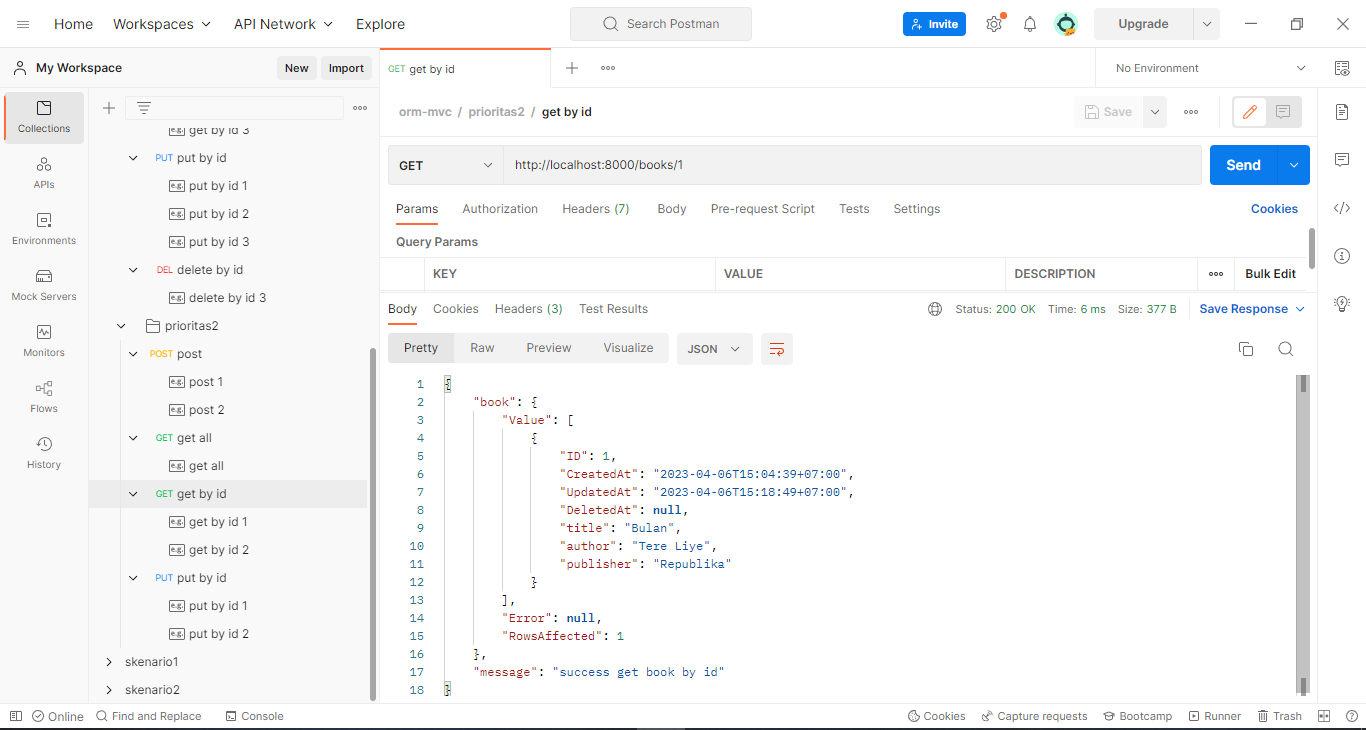 Home Workspaces API Network Explore Search Postman Invite Upgrade
My Workspace New Import GET get by id No Environment
Collections
APIs
Environments
Mock Servers
Monitors
Flows
History
e.g. get by id 3
PUT put by id
e.g. put by id 1
e.g. put by id 2
e.g. put by id 3
DEL delete by id
e.g. delete by id 3
prioritas2
POST post
e.g. post 1
e.g. post 2
GET get all
e.g. get all
GET get by id
e.g. get by id 1
e.g. get by id 2
PUT put by id
e.g. put by id 1
e.g. put by id 2
skenario1
skenario2
orm-mvc / prioritas2 / get by id Save
GET http://localhost:8000/books/1 Send
Params Authorization Headers (7) Body Pre-request Script Tests Settings Cookies
Query Params
KEY VALUE DESCRIPTION Bulk Edit
Body Cookies Headers (3) Test Results Status: 200 OK Time: 6 ms Size: 377 B Save Response
Pretty Raw Preview Visualize JSON
1 {
2 "book": {
3 "Value": [
4 {
5 "ID": 1,
6 "CreatedAt": "2023-04-06T15:04:39+07:00",
7 "UpdatedAt": "2023-04-06T15:18:49+07:00",
8 "DeletedAt": null,
9 "title": "Bulan",
10 "author": "Tere Liye",
11 "publisher": "Republika"
12 }
13 ],
14 "Error": null,
15 "RowsAffected": 1
16 },
17 "message": "success get book by id"
18 }
Online Find and Replace Console Cookies Capture requests Bootcamp Runner Trash